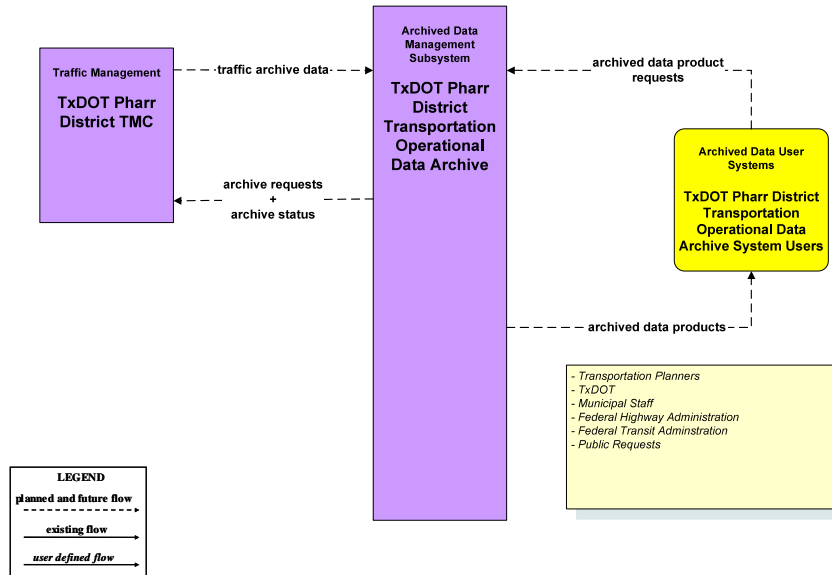 Traffic Management
TxDOT Pharr
District TMC
traffic archive data
archive requests
+
archive status
Archived Data
Management
Subsystem
TxDOT Pharr
District
Transportation
Operational
Data Archive
archived data product
requests
Archived Data User
Systems
TxDOT Pharr District
Transportation
Operational Data
Archive System Users
archived data products
- Transportation Planners
- TxDOT
- Municipal Staff
- Federal Highway Administration
- Federal Transit Adminstration
- Public Requests
LEGEND
planned and future flow
existing flow
user defined flow